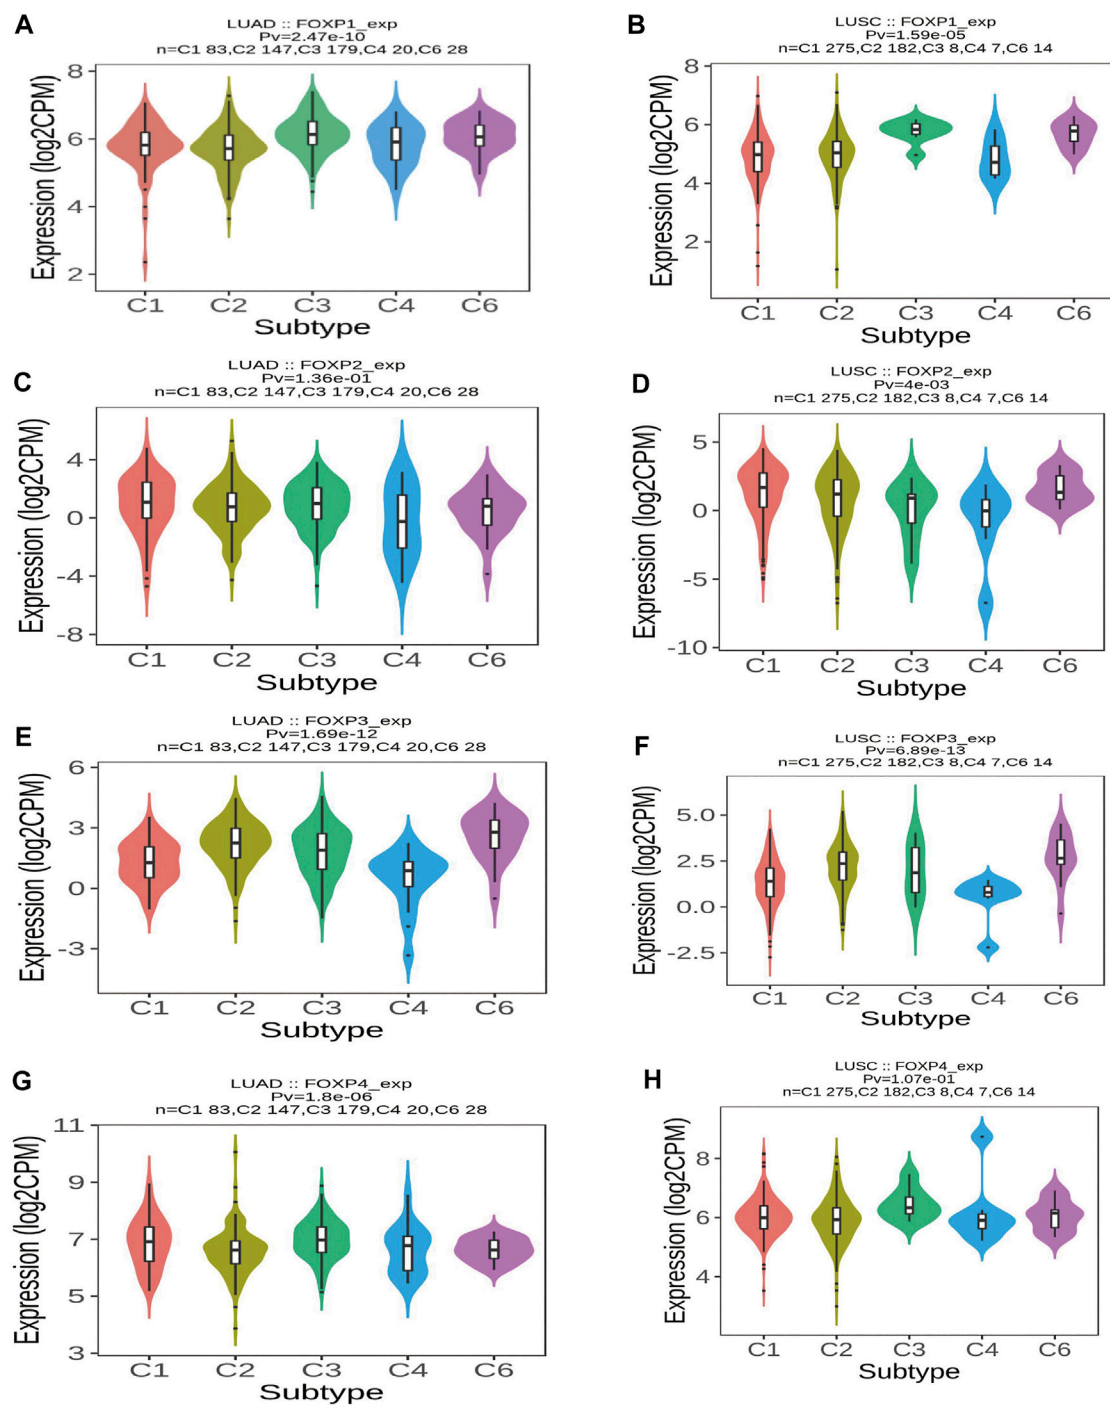 A
LUAD :: FOXP1_exp
Pv=2.47e-10
n=C1 83,C2 147,C3 179,C4 20,C6 28
Expression (log2CPM)
8
6
4
2
C1 C2 C3 C4 C6
Subtype
B
LUSC :: FOXP1_exp
Pv=1.59e-05
n=C1 275,C2 182,C3 8,C4 7,C6 14
Expression (log2CPM)
8
6
4
2
C1 C2 C3 C4 C6
Subtype
C
LUAD :: FOXP2_exp
Pv=1.36e-01
n=C1 83,C2 147,C3 179,C4 20,C6 28
Expression (log2CPM)
4
0
-4
-8
C1 C2 C3 C4 C6
Subtype
D
LUSC :: FOXP2_exp
Pv=4e-03
n=C1 275,C2 182,C3 8,C4 7,C6 14
Expression (log2CPM)
5
0
-5
-10
C1 C2 C3 C4 C6
Subtype
E
LUAD :: FOXP3_exp
Pv=1.69e-12
n=C1 83,C2 147,C3 179,C4 20,C6 28
Expression (log2CPM)
6
3
0
-3
C1 C2 C3 C4 C6
Subtype
F
LUSC :: FOXP3_exp
Pv=6.89e-13
n=C1 275,C2 182,C3 8,C4 7,C6 14
Expression (log2CPM)
5.0
2.5
0.0
-2.5
C1 C2 C3 C4 C6
Subtype
G
LUAD :: FOXP4_exp
Pv=1.8e-06
n=C1 83,C2 147,C3 179,C4 20,C6 28
Expression (log2CPM)
11
9
7
5
3
C1 C2 C3 C4 C6
Subtype
H
LUSC :: FOXP4_exp
Pv=1.07e-01
n=C1 275,C2 182,C3 8,C4 7,C6 14
Expression (log2CPM)
8
6
4
C1 C2 C3 C4 C6
Subtype